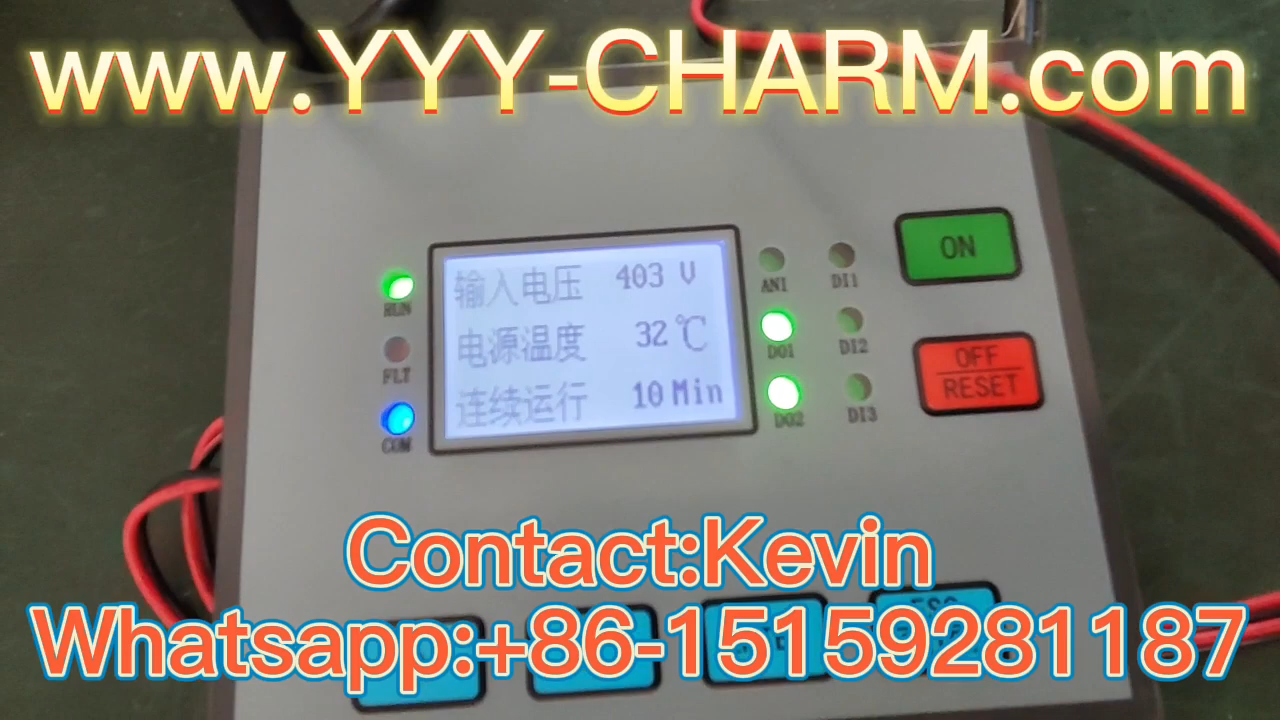 www.YYY-CHARM.com
ON
输入电压 403 V
RUN
ANI
DI1
电源温度 32℃
DO1
DI2
OFF
RESET
FLT
连续运行 10 Min
DO2
DI3
COM
Contact:Kevin
Whatsapp:+86-15159281187